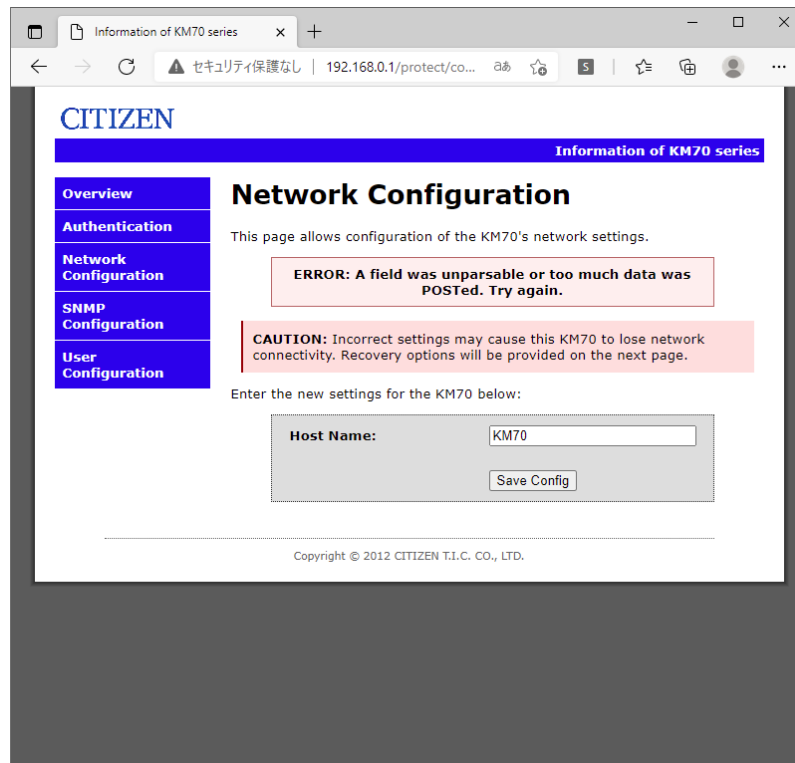 Information of KM70 series
セキュリティ保護なし | 192.168.0.1/protect/co...
aあ
S
CITIZEN
Information of KM70 series
Overview
Authentication
Network
Configuration
SNMP
Configuration
User
Configuration
Network Configuration
This page allows configuration of the KM70's network settings.
ERROR: A field was unparsable or too much data was
POSTed. Try again.
CAUTION: Incorrect settings may cause this KM70 to lose network
connectivity. Recovery options will be provided on the next page.
Enter the new settings for the KM70 below:
Host Name: KM70
Save Config
Copyright © 2012 CITIZEN T.I.C. CO., LTD.